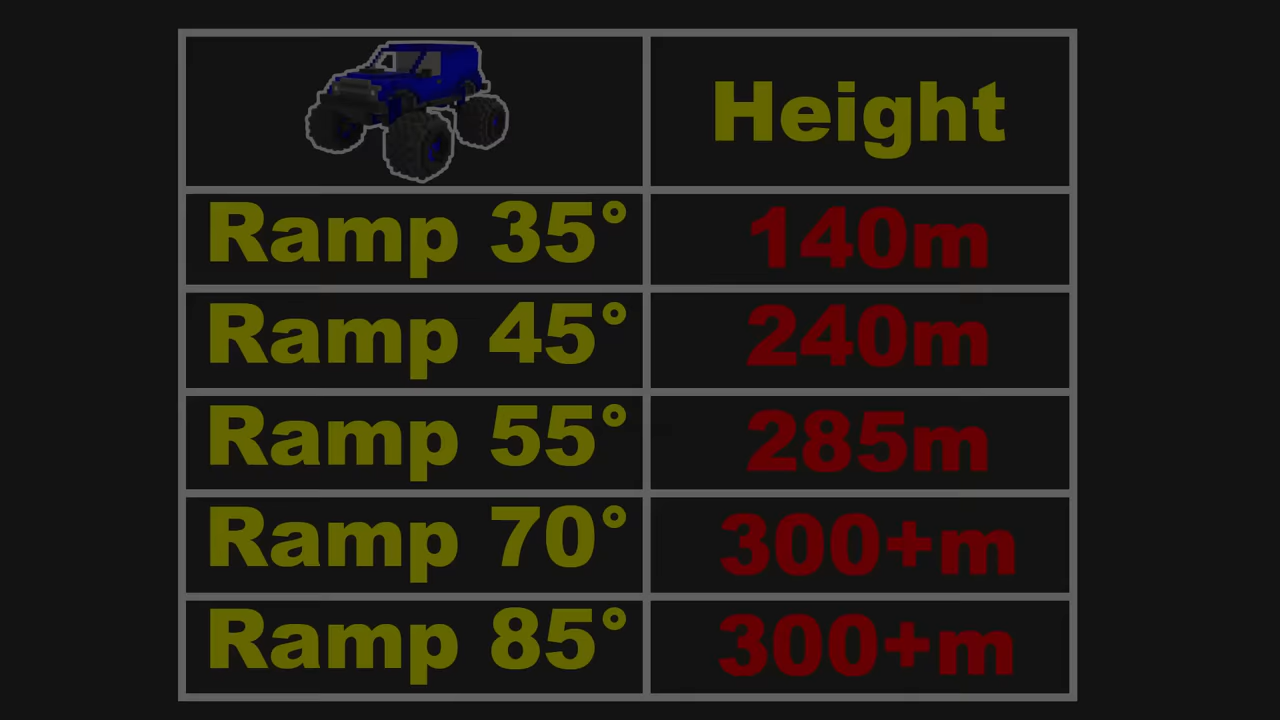 Height
Ramp 35° 140m
Ramp 45° 240m
Ramp 55° 285m
Ramp 70° 300+m
Ramp 85° 300+m